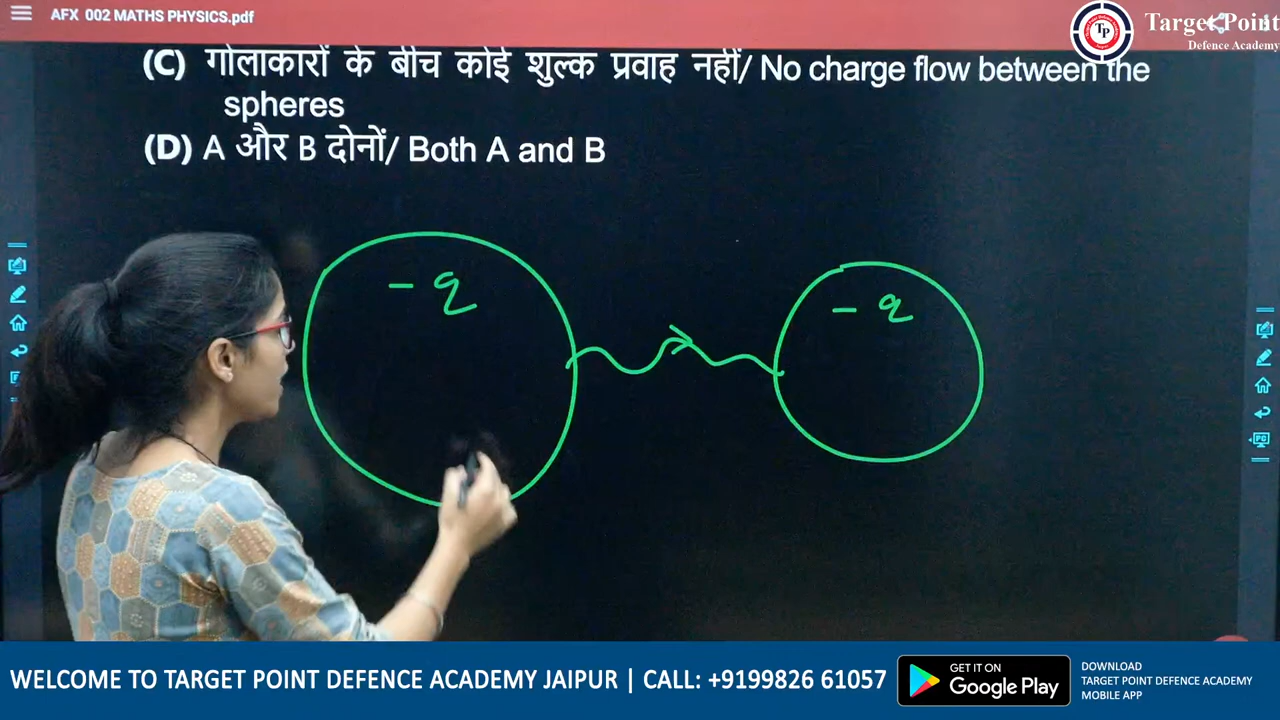 AFX 002 MATHS PHYSICS.pdf
Target Point
Defence Academy
TP
(C) गोलाकारों के बीच कोई शुल्क प्रवाह नहीं/ No charge flow between the
spheres
(D) A और B दोनों/ Both A and B
- q
- q
WELCOME TO TARGET POINT DEFENCE ACADEMY JAIPUR | CALL: +9199826 61057
GET IT ON
Google Play
DOWNLOAD
TARGET POINT DEFENCE ACADEMY
MOBILE APP